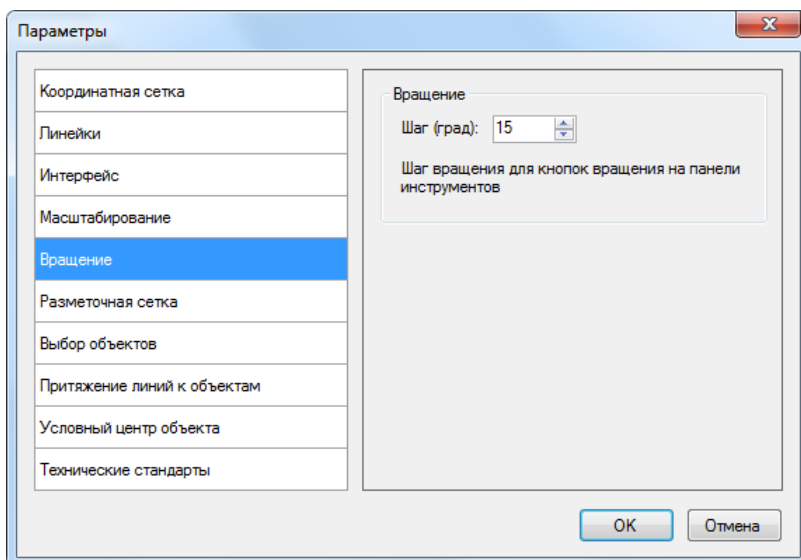 Параметры
Координатная сетка
Линейки
Интерфейс
Масштабирование
Вращение
Разметочная сетка
Выбор объектов
Притяжение линий к объектам
Условный центр объекта
Технические стандарты
Вращение
Шаг (град): 15
Шаг вращения для кнопок вращения на панели
инструментов
OK
Отмена